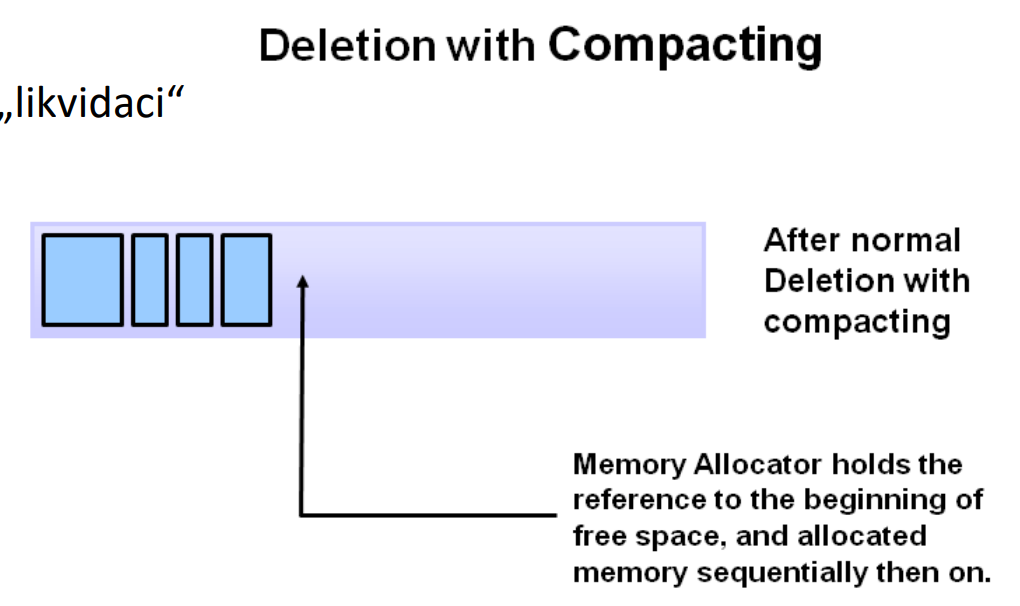 Deletion with Compacting
„likvidaci“
After normal
Deletion with
compacting
Memory Allocator holds the
reference to the beginning of
free space, and allocated
memory sequentially then on.